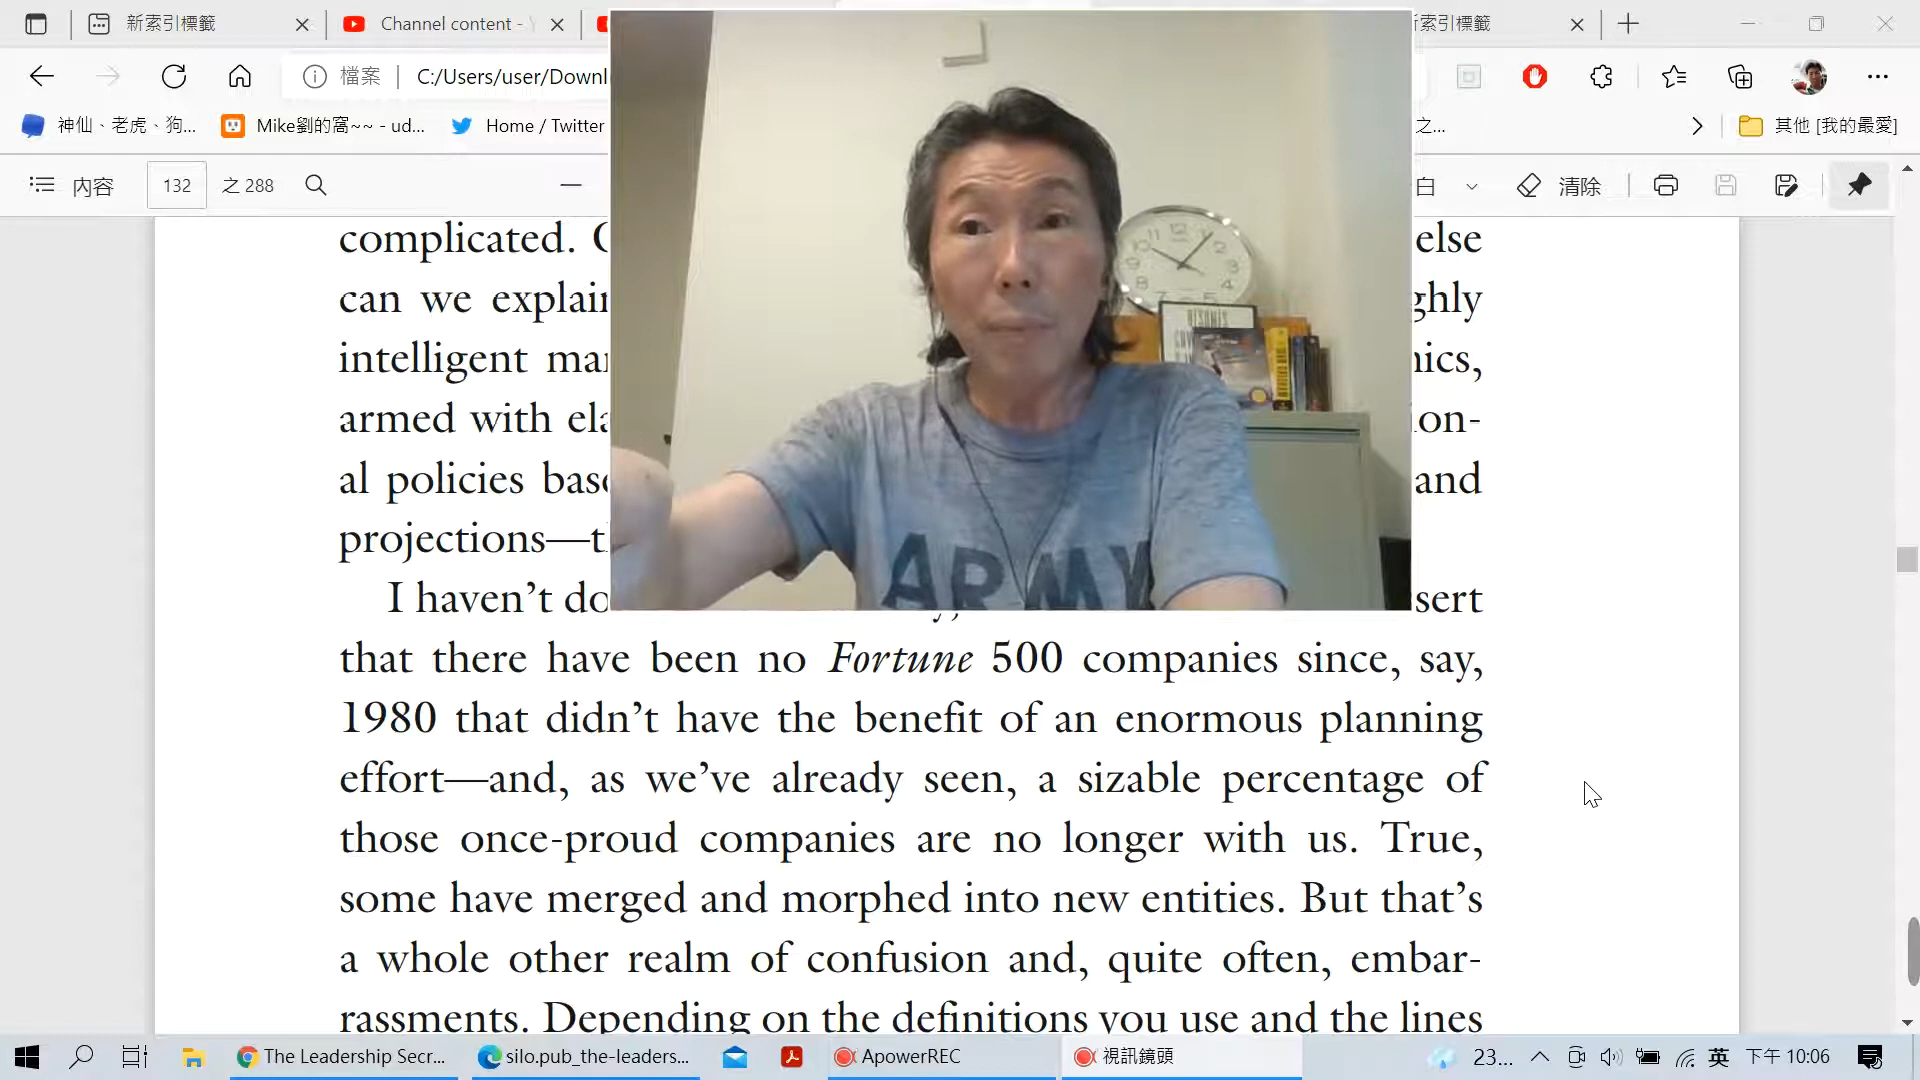 新索引標籤
Channel content -
新索引標籤
檔案
C:/Users/user/Downl
神仙、老虎、狗...
Mike劉的窩~~ - ud...
Home / Twitter
之...
其他 [我的最愛]
內容
132
之 288
白
清除
complicated.
else
can we explain
ghly
intelligent
nics,
armed with
ion-
al policies
and
projections—
I haven't
sert
that there have been no Fortune 500 companies since, say,
1980 that didn't have the benefit of an enormous planning
effort—and, as we've already seen, a sizable percentage of
those once-proud companies are no longer with us. True,
some have merged and morphed into new entities. But that's
a whole other realm of confusion and, quite often, embar-
rassments. Depending on the definitions you use and the lines
ARMY
The Leadership Secr...
silo.pub_the-leaders...
ApowerREC
視訊鏡頭
23...
英
下午 10:06